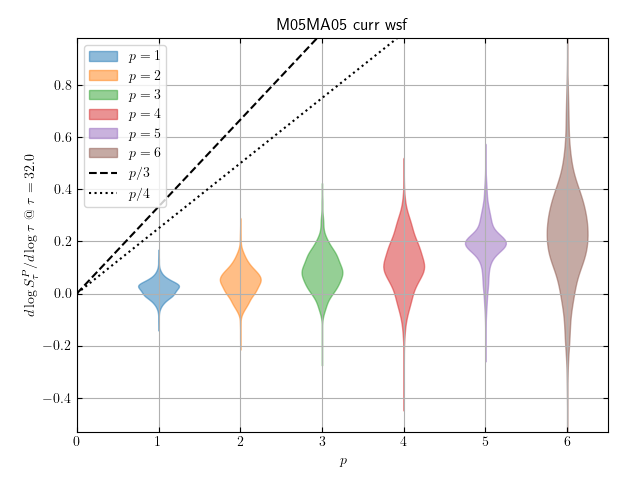 M05MA05 curr wsf
p = 1
p = 2
p = 3
p = 4
p = 5
p = 6
p/3
p/4
d log S_τ^p / d log τ @ τ = 32.0
0.8
0.6
0.4
0.2
0.0
−0.2
−0.4
0 1 2 3 4 5 6
p